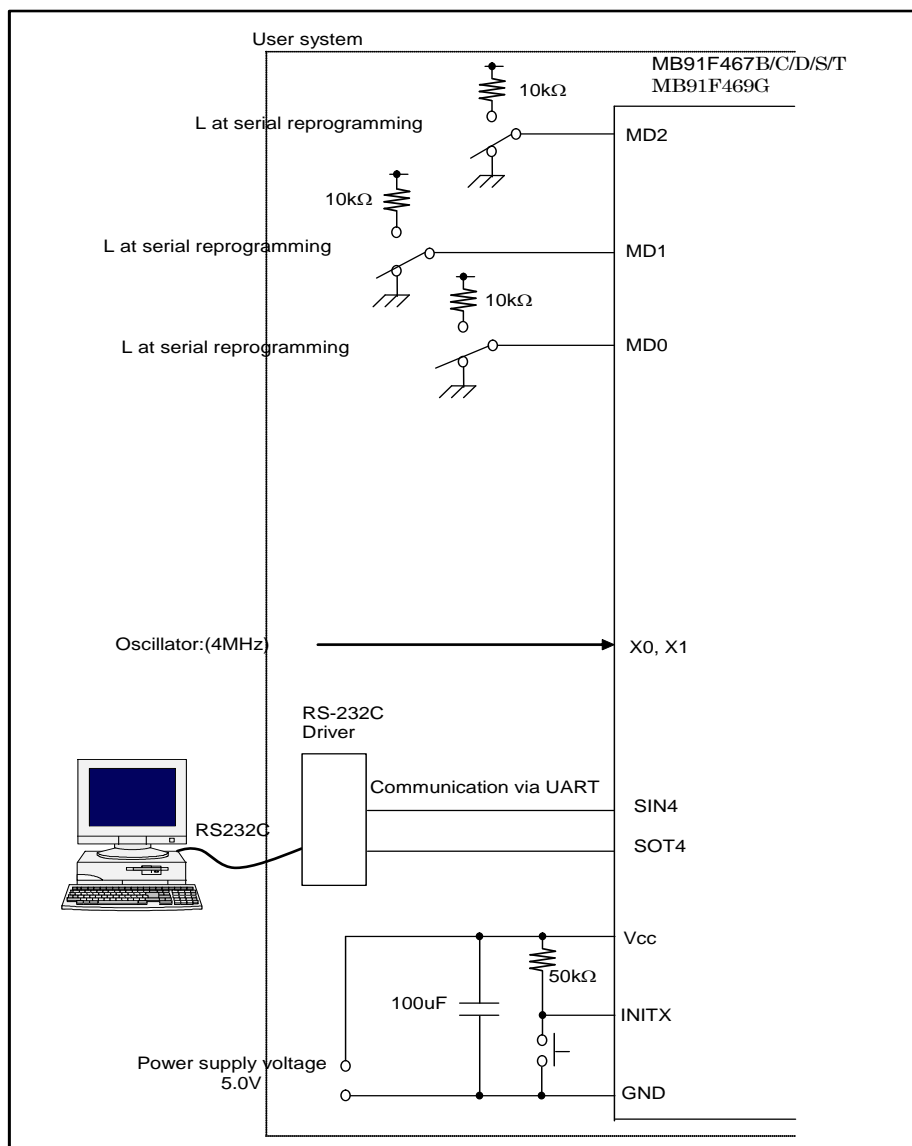 User system
MB91F467B/C/D/S/T
MB91F469G
10kΩ
L at serial reprogramming
MD2
10kΩ
L at serial reprogramming
MD1
10kΩ
L at serial reprogramming
MD0
Oscillator:(4MHz)
X0, X1
RS-232C
Driver
Communication via UART
SIN4
RS232C
SOT4
Vcc
50kΩ
100uF
INITX
Power supply voltage
5.0V
GND